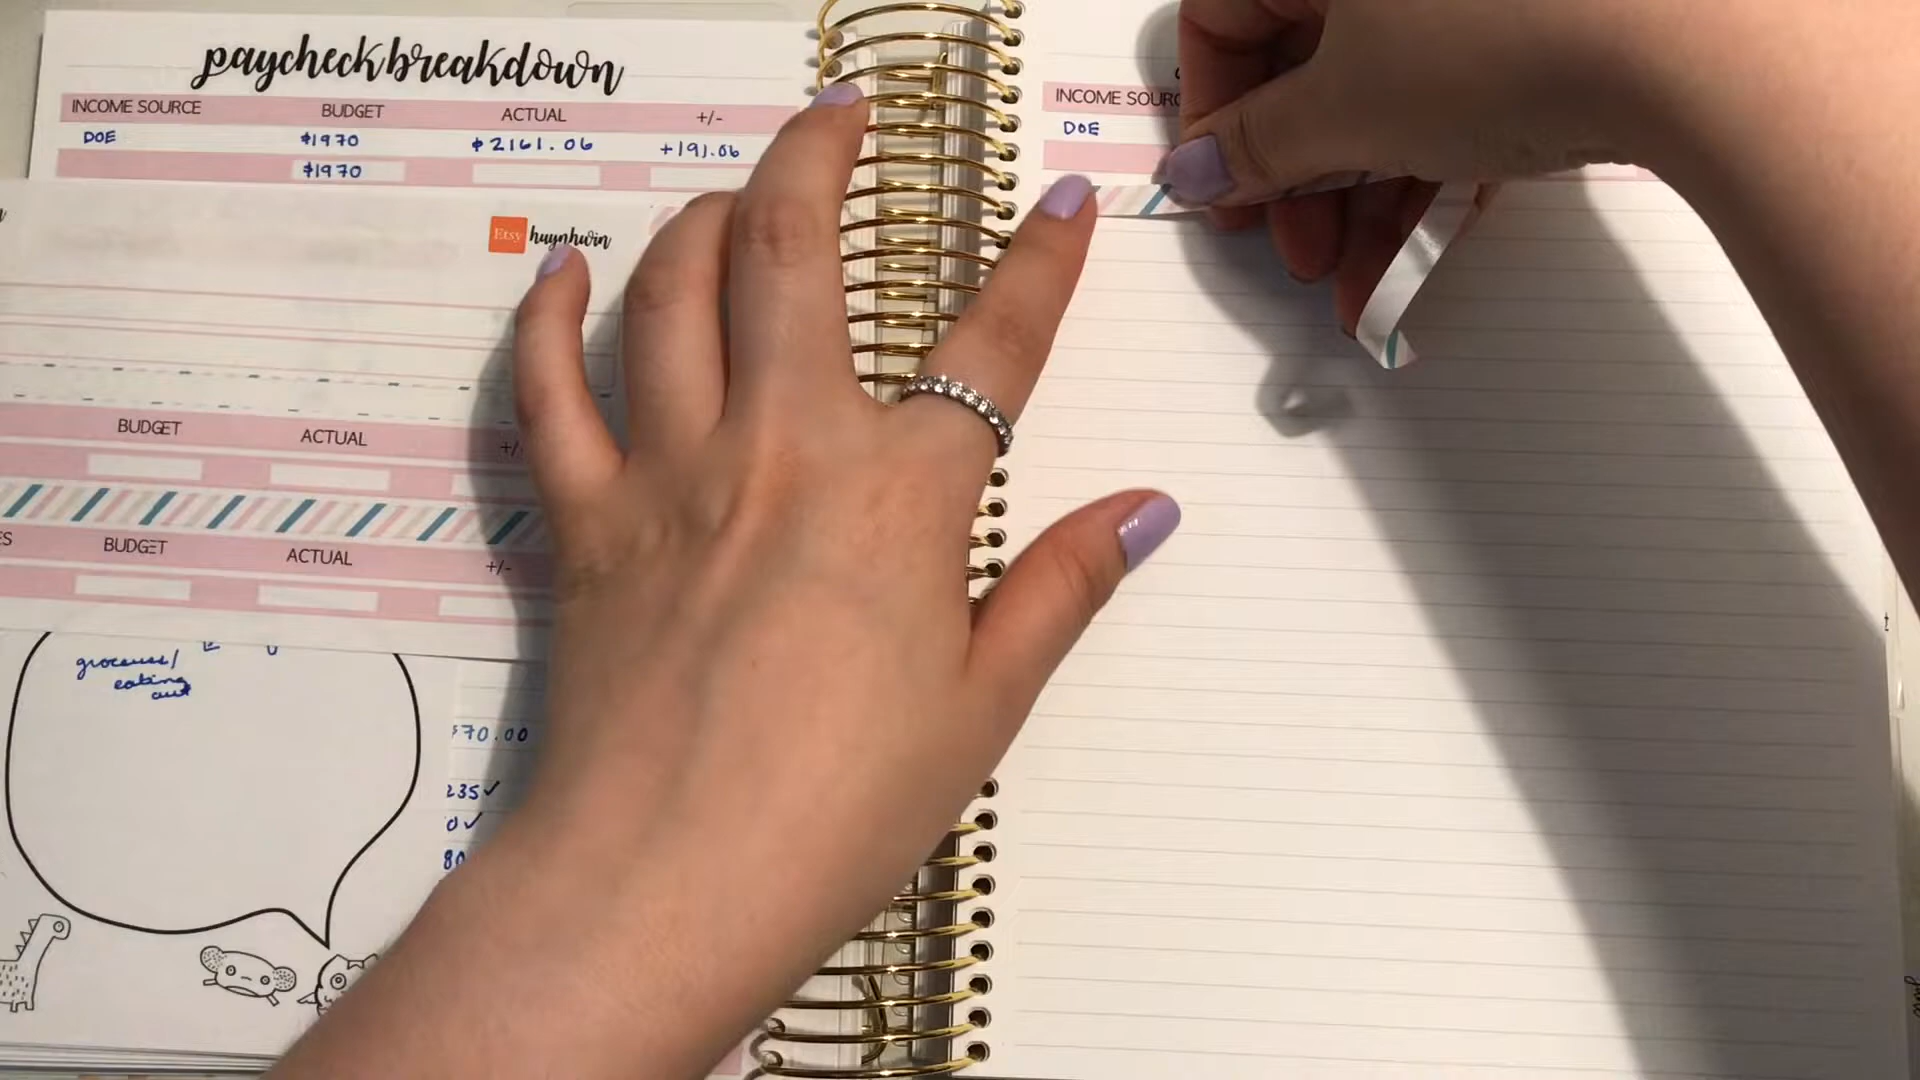 paycheck breakdown
INCOME SOURCE BUDGET ACTUAL +/-
DOE $1970 $2161.06 +191.06
$1970
Etsy huynhwin
BUDGET ACTUAL +/
BUDGET ACTUAL +/-
groceries/
eating
out
$70.00
235✓
0✓
80
INCOME SOURC
DOE